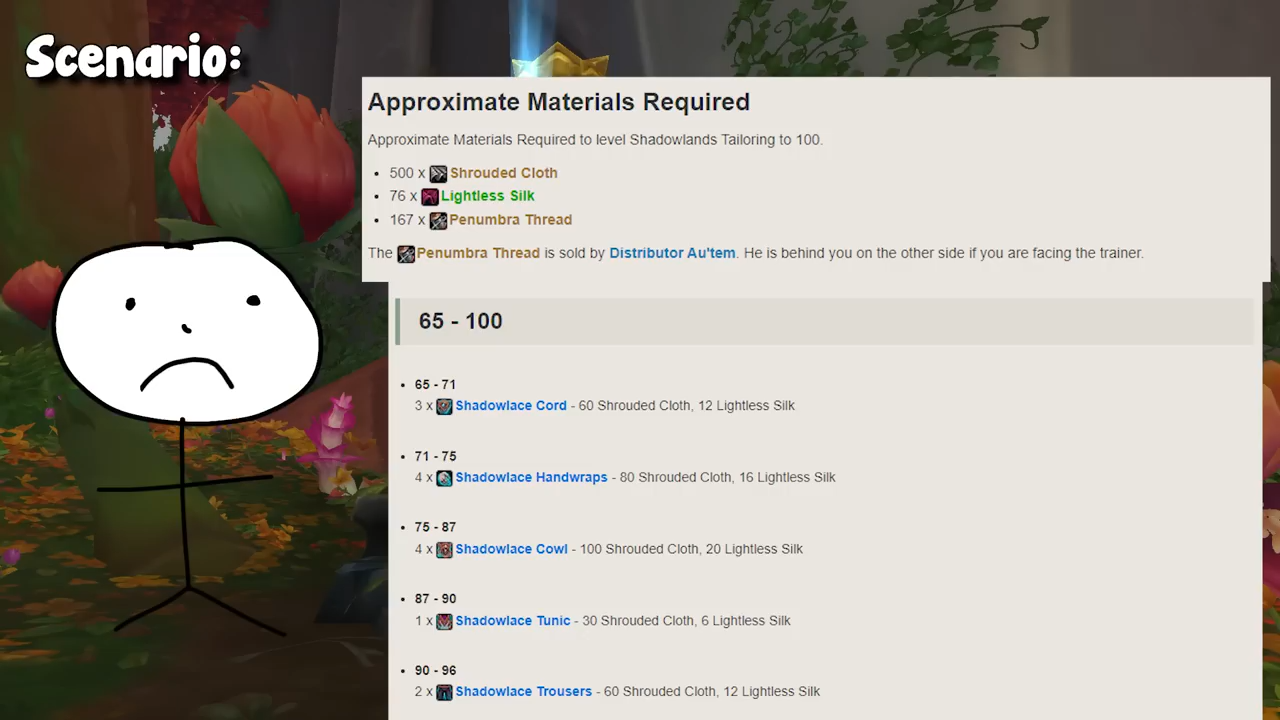 Scenario:
Approximate Materials Required
Approximate Materials Required to level Shadowlands Tailoring to 100.
500 x Shrouded Cloth
76 x Lightless Silk
167 x Penumbra Thread
The Penumbra Thread is sold by Distributor Au'tem. He is behind you on the other side if you are facing the trainer.
65 - 100
65 - 71
3 x Shadowlace Cord - 60 Shrouded Cloth, 12 Lightless Silk
71 - 75
4 x Shadowlace Handwraps - 80 Shrouded Cloth, 16 Lightless Silk
75 - 87
4 x Shadowlace Cowl - 100 Shrouded Cloth, 20 Lightless Silk
87 - 90
1 x Shadowlace Tunic - 30 Shrouded Cloth, 6 Lightless Silk
90 - 96
2 x Shadowlace Trousers - 60 Shrouded Cloth, 12 Lightless Silk